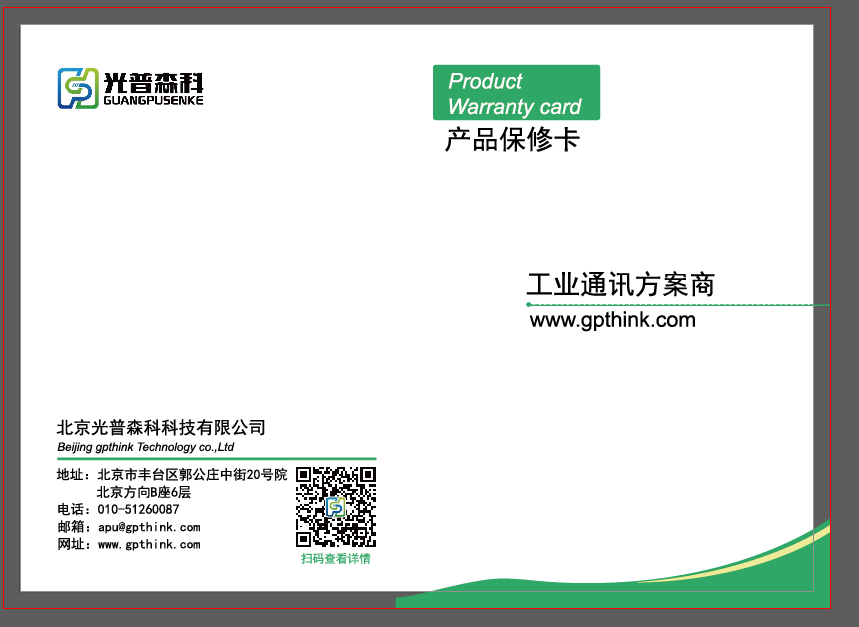 光普森科
GUANGPUSENKE
Product
Warranty card
产品保修卡
工业通讯方案商
www.gpthink.com
北京光普森科科技有限公司
Beijing gpthink Technology co.,Ltd
地址：北京市丰台区郭公庄中街20号院
北京方向B座6层
电话：010-51260087
邮箱：apu@gpthink.com
网址：www.gpthink.com
扫码查看详情